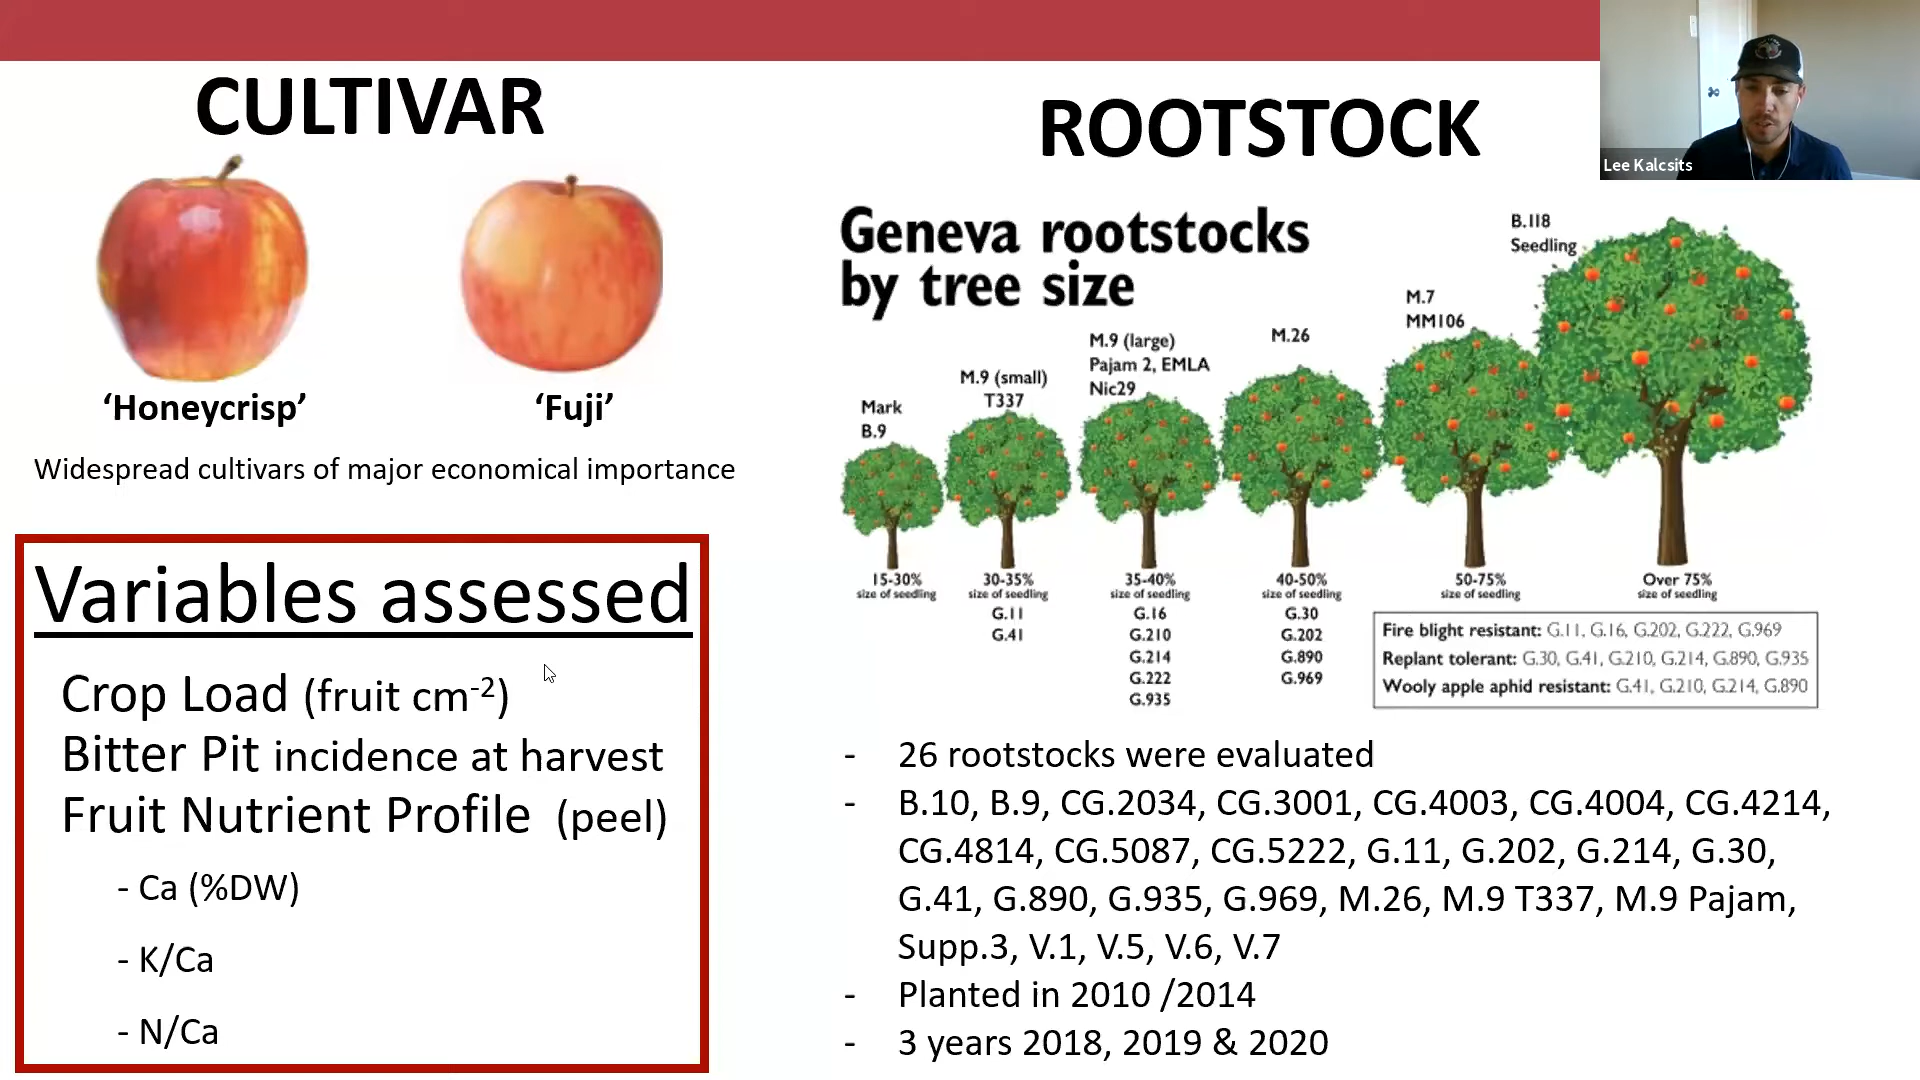 CULTIVAR
‘Honeycrisp’
‘Fuji’
Widespread cultivars of major economical importance
Variables assessed
Crop Load (fruit cm-2)
Bitter Pit incidence at harvest
Fruit Nutrient Profile (peel)
- Ca (%DW)
- K/Ca
- N/Ca
ROOTSTOCK
Lee Kalcsits
Geneva rootstocks
by tree size
Mark
B.9
M.9 (small)
T337
M.9 (large)
Pajam 2, EMLA
Nic29
M.26
M.7
MM106
B.118
Seedling
15-30%
size of seedling
30-35%
size of seedling
G.11
G.41
35-40%
size of seedling
G.16
G.210
G.214
G.222
G.935
40-50%
size of seedling
G.30
G.202
G.890
G.969
50-75%
size of seedling
Over 75%
size of seedling
Fire blight resistant: G.11, G.16, G.202, G.222, G.969
Replant tolerant: G.30, G.41, G.210, G.214, G.890, G.935
Wooly apple aphid resistant: G.41, G.210, G.214, G.890
- 26 rootstocks were evaluated
- B.10, B.9, CG.2034, CG.3001, CG.4003, CG.4004, CG.4214,
CG.4814, CG.5087, CG.5222, G.11, G.202, G.214, G.30,
G.41, G.890, G.935, G.969, M.26, M.9 T337, M.9 Pajam,
Supp.3, V.1, V.5, V.6, V.7
- Planted in 2010 /2014
- 3 years 2018, 2019 & 2020